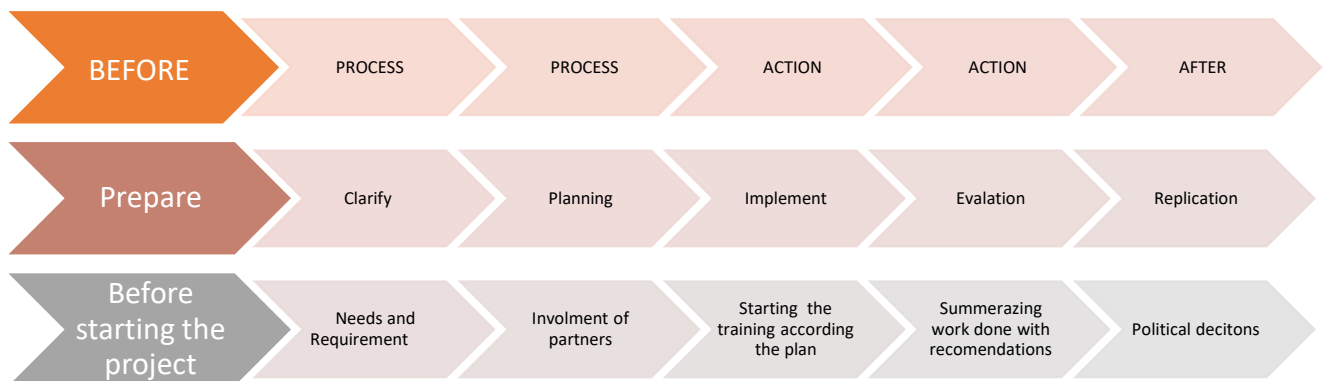 BEFORE
PROCESS
PROCESS
ACTION
ACTION
AFTER
Prepare
Clarify
Planning
Implement
Evalation
Replication
Before
starting the
project
Needs and
Requirement
Involment of
partners
Starting the
training according
the plan
Summerazing
work done with
recomendations
Political decitons